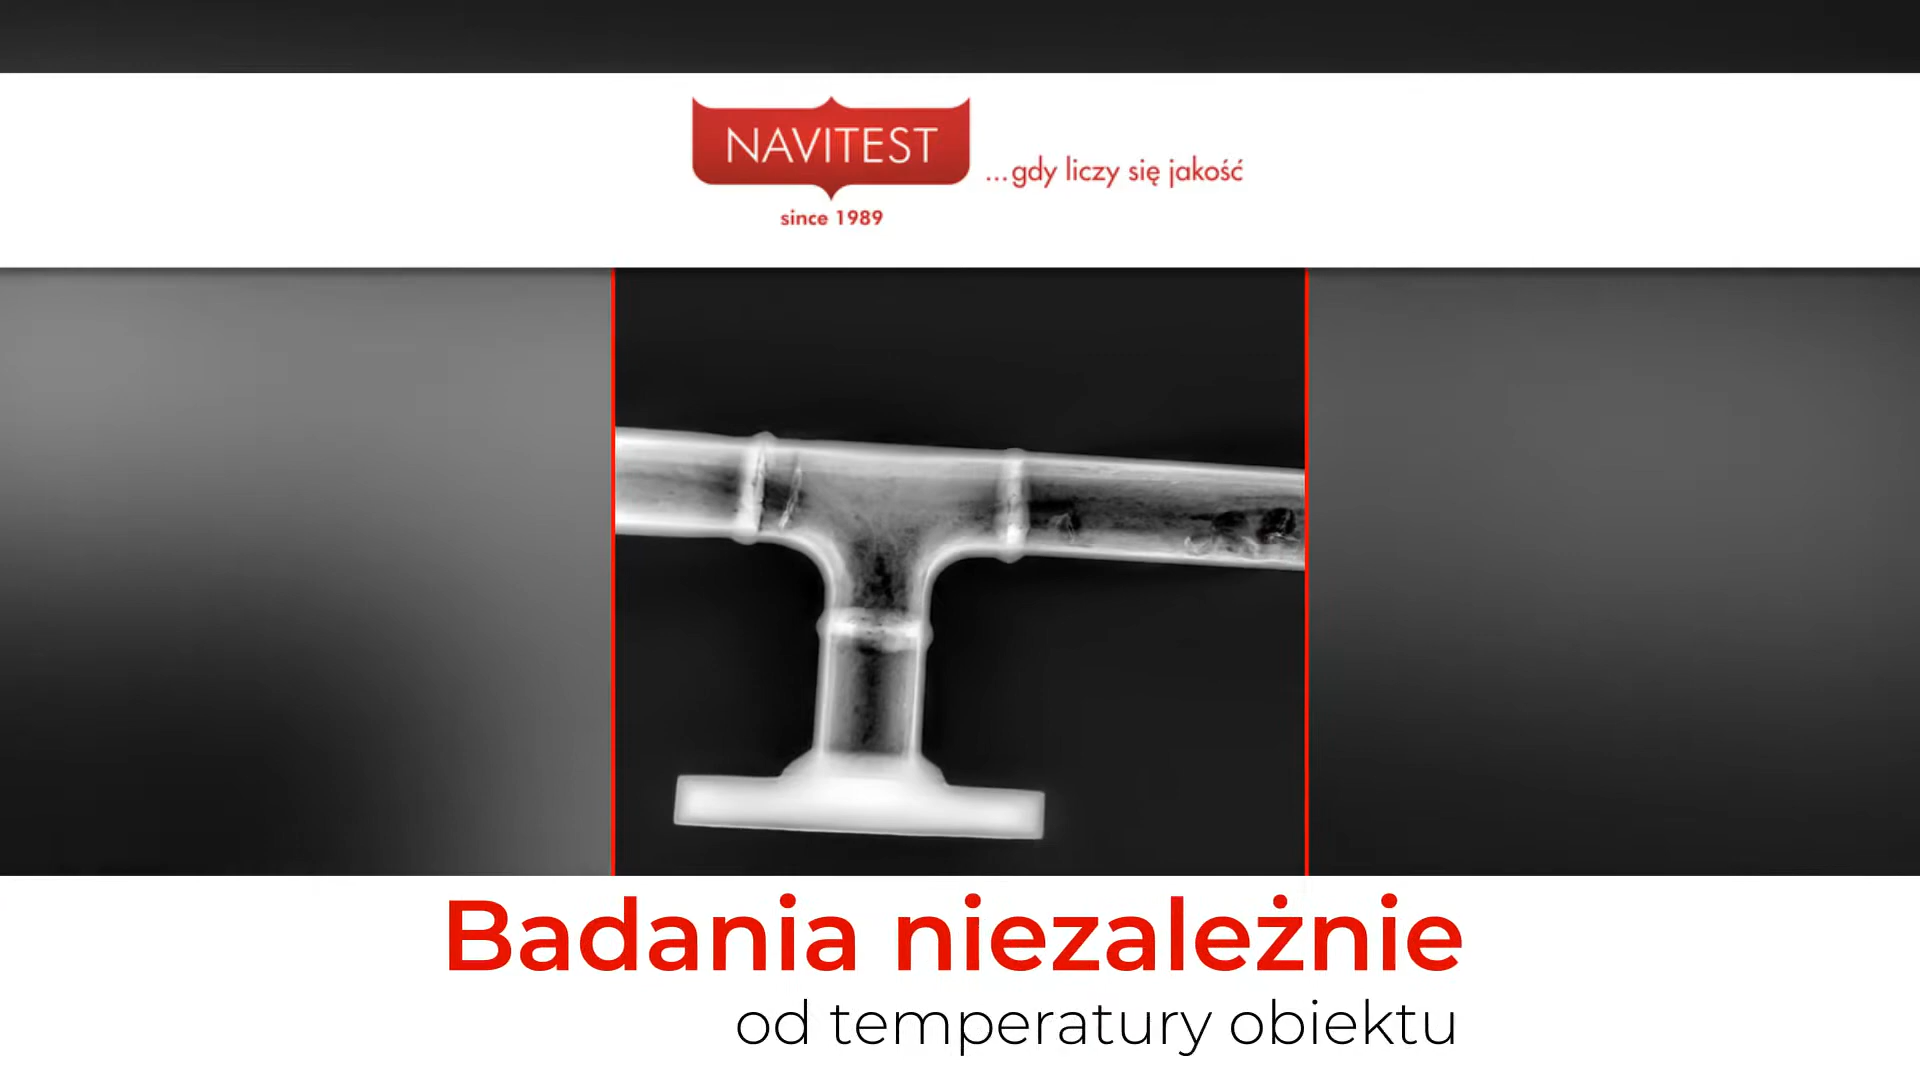 NAVITEST
...gdy liczy się jakość
since 1989
Badania niezależnie
od temperatury obiektu